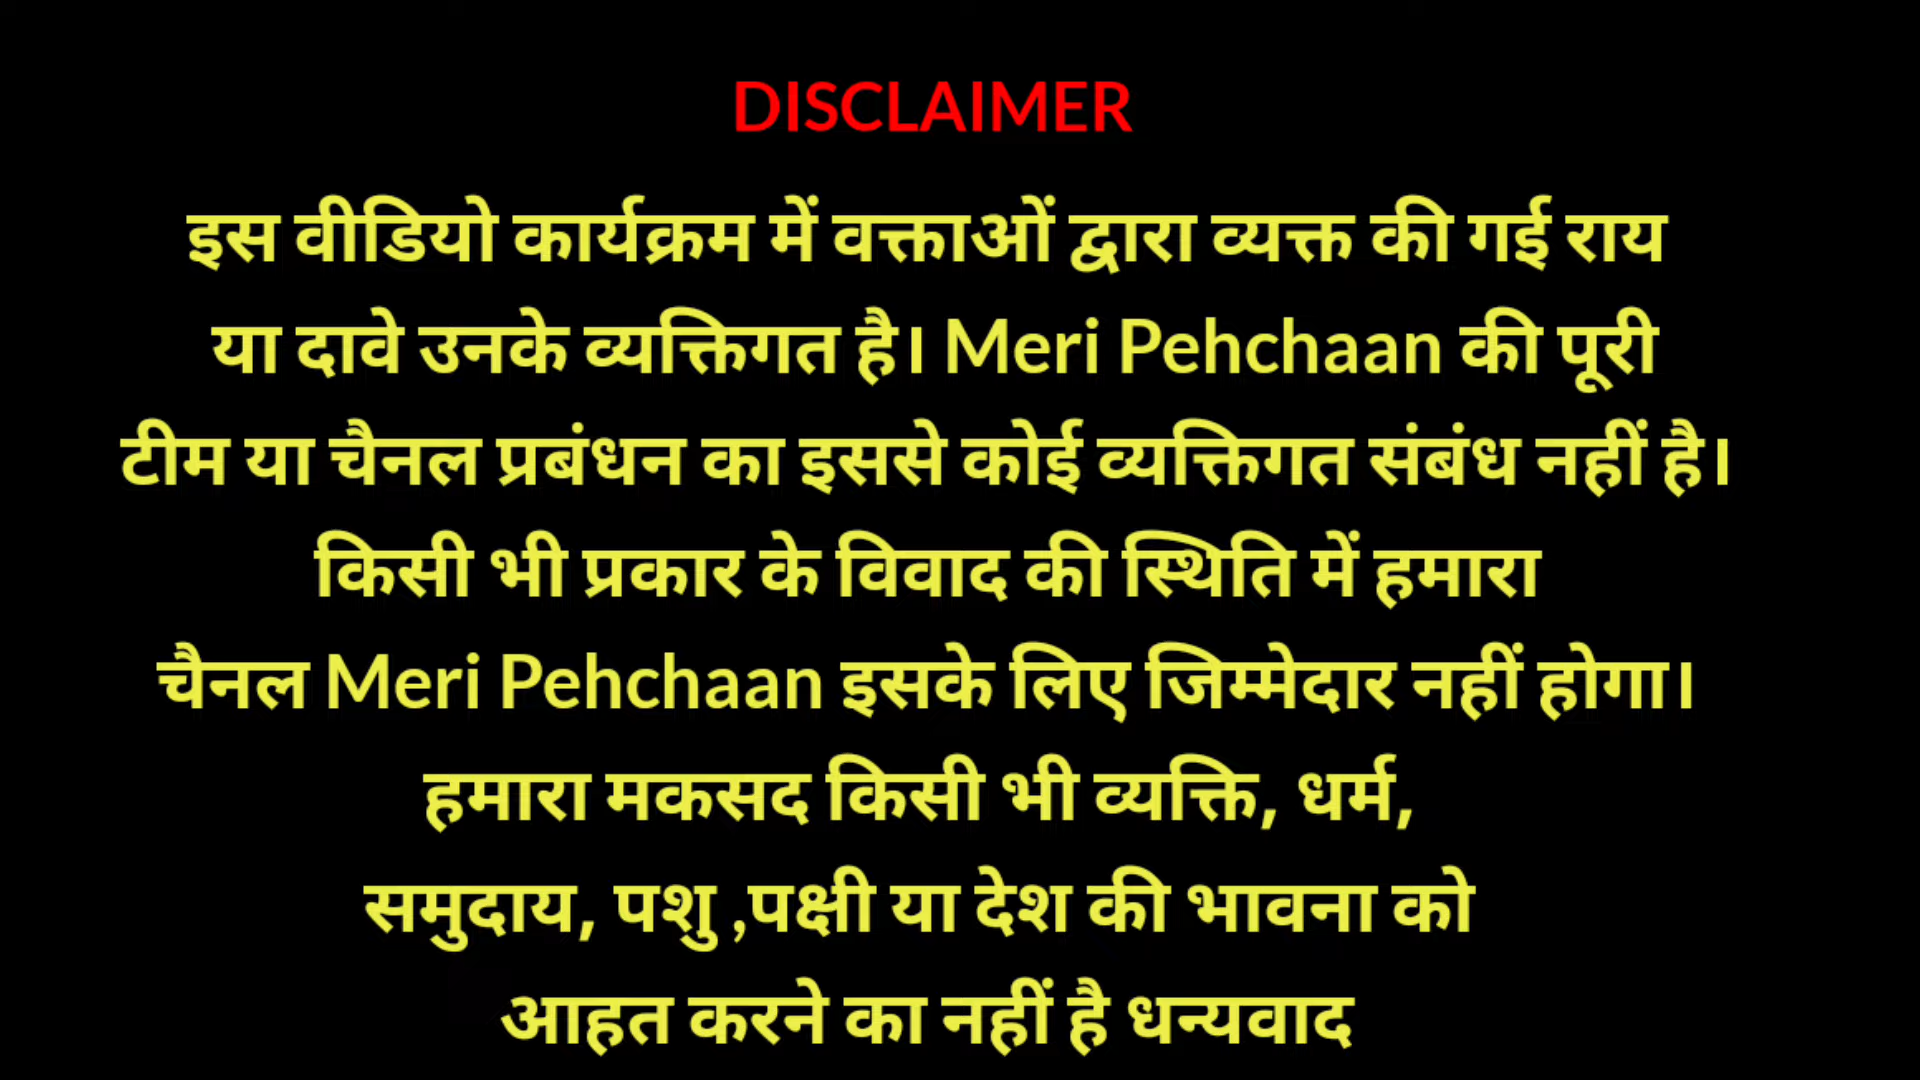 DISCLAIMER
इस वीडियो कार्यक्रम में वक्ताओं द्वारा व्यक्त की गई राय
या दावे उनके व्यक्तिगत है। Meri Pehchaan की पूरी
टीम या चैनल प्रबंधन का इससे कोई व्यक्तिगत संबंध नहीं है।
किसी भी प्रकार के विवाद की स्थिति में हमारा
चैनल Meri Pehchaan इसके लिए जिम्मेदार नहीं होगा।
हमारा मकसद किसी भी व्यक्ति, धर्म,
समुदाय, पशु ,पक्षी या देश की भावना को
आहत करने का नहीं है धन्यवाद